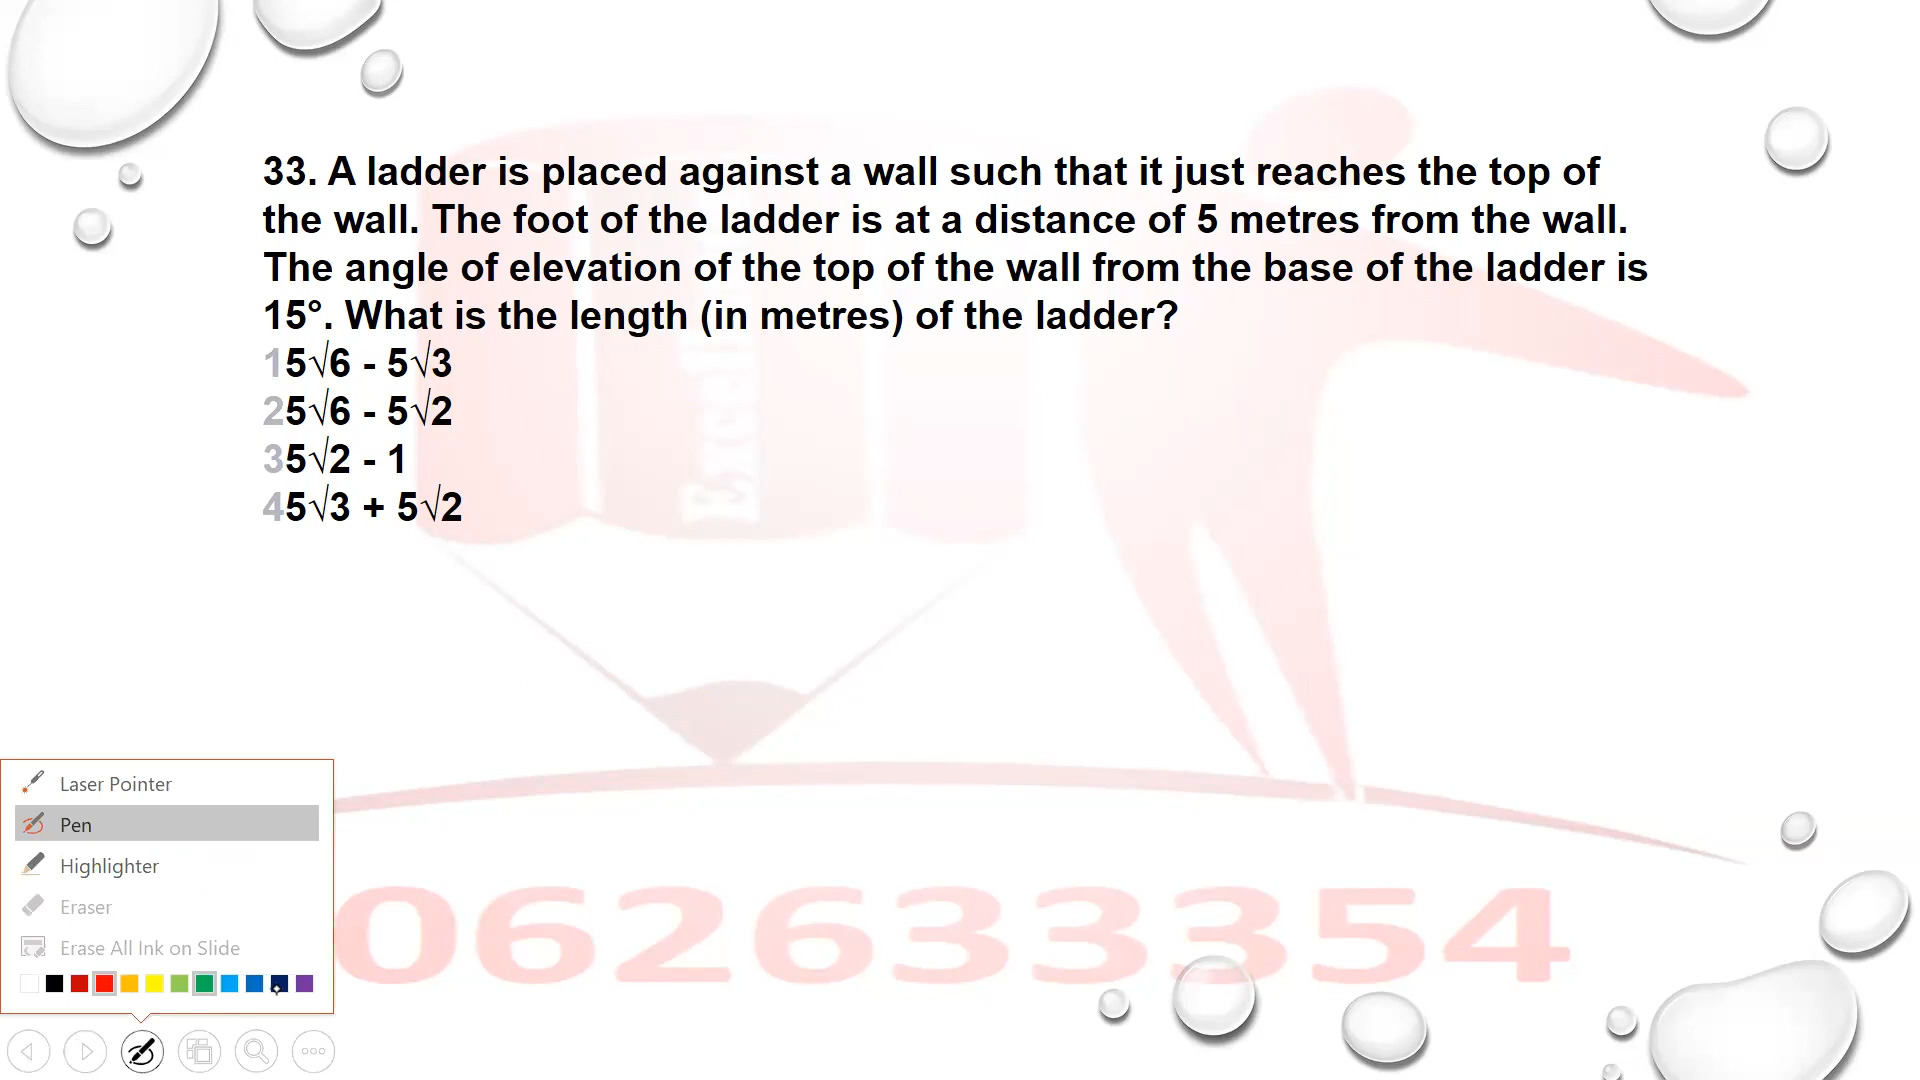 33. A ladder is placed against a wall such that it just reaches the top of
the wall. The foot of the ladder is at a distance of 5 metres from the wall.
The angle of elevation of the top of the wall from the base of the ladder is
15°. What is the length (in metres) of the ladder?
15√6 - 5√3
25√6 - 5√2
35√2 - 1
45√3 + 5√2
Laser Pointer
Pen
Highlighter
Eraser
Erase All Ink on Slide
062633354